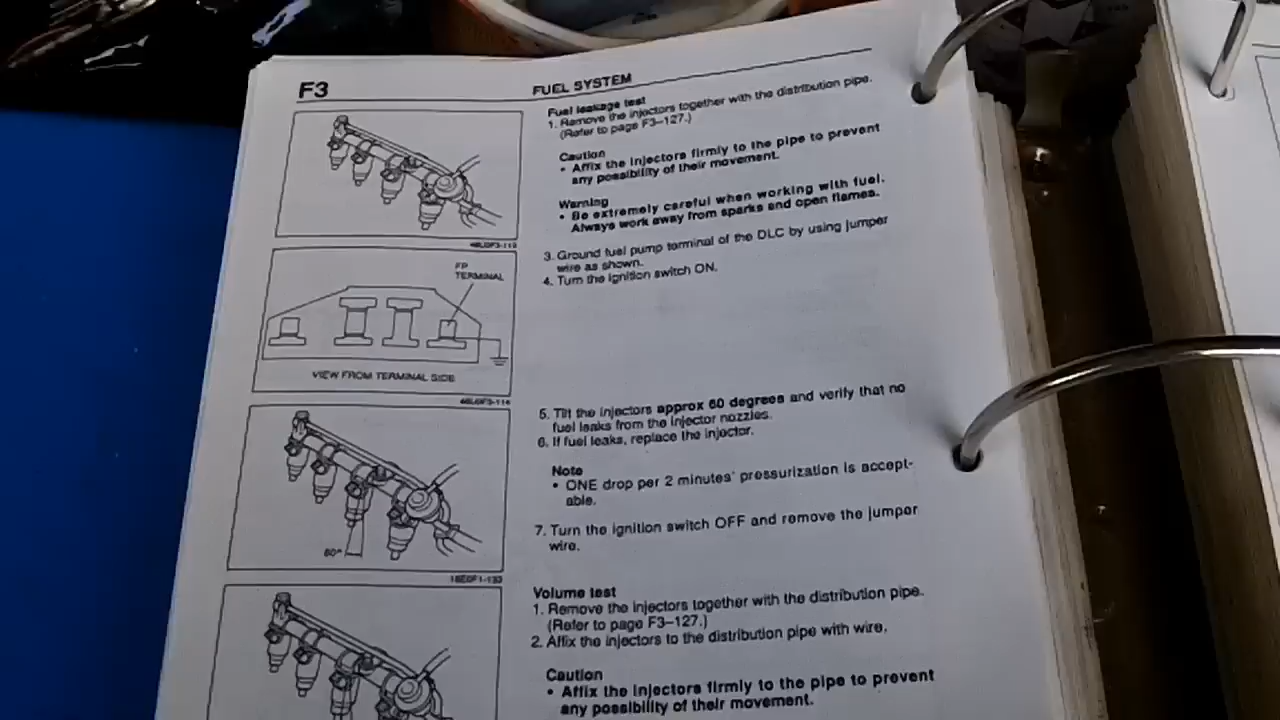 F3
FUEL SYSTEM
Fuel leakage test
1. Remove the injectors together with the distribution pipe.
(Refer to page F3–127.)
Caution
• Affix the injectors firmly to the pipe to prevent
any possibility of their movement.
Warning
• Be extremely careful when working with fuel.
Always work away from sparks and open flames.
3. Ground fuel pump terminal of the DLC by using jumper
wire as shown.
4. Turn the ignition switch ON.
FP
TERMINAL
VIEW FROM TERMINAL SIDE
5. Tilt the injectors approx 60 degrees and verify that no
fuel leaks from the injector nozzles.
6. If fuel leaks, replace the injector.
Note
• ONE drop per 2 minutes' pressurization is accept-
able.
7. Turn the ignition switch OFF and remove the jumper
wire.
60°
Volume test
1. Remove the injectors together with the distribution pipe.
(Refer to page F3–127.)
2. Affix the injectors to the distribution pipe with wire.
Caution
• Affix the injectors firmly to the pipe to prevent
any possibility of their movement.